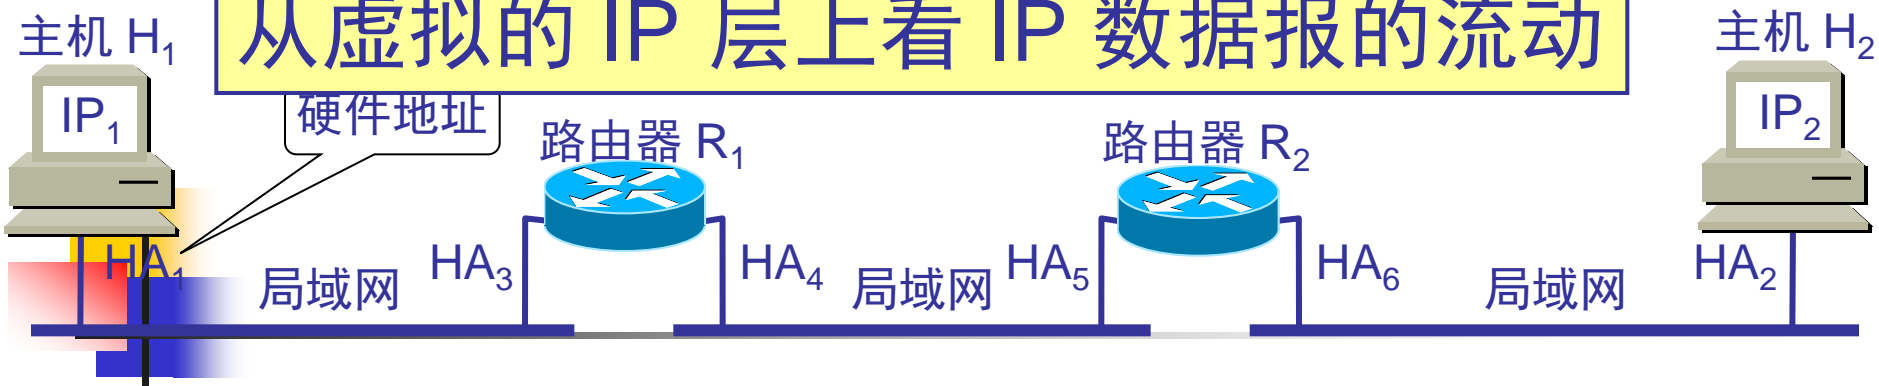 从虚拟的 IP 层上看 IP 数据报的流动
主机 H1
主机 H2
IP1
硬件地址
路由器 R1
路由器 R2
IP2
HA1
局域网
HA3
HA4
局域网
HA5
HA6
局域网
HA2